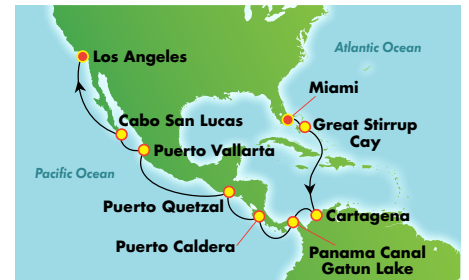 Atlantic Ocean
Los Angeles
Miami
Cabo San Lucas
Great Stirrup
Cay
Puerto Vallarta
Pacific Ocean
Puerto Quetzal
Cartagena
Puerto Caldera
Panama Canal
Gatun Lake